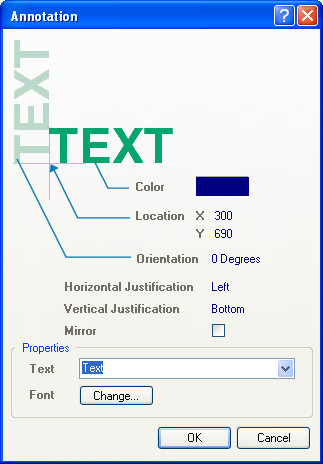 Annotation
TEXT
TEXT
Color
Location X 300
Y 690
Orientation 0 Degrees
Horizontal Justification Left
Vertical Justification Bottom
Mirror
Properties
Text Text
Font Change...
OK Cancel